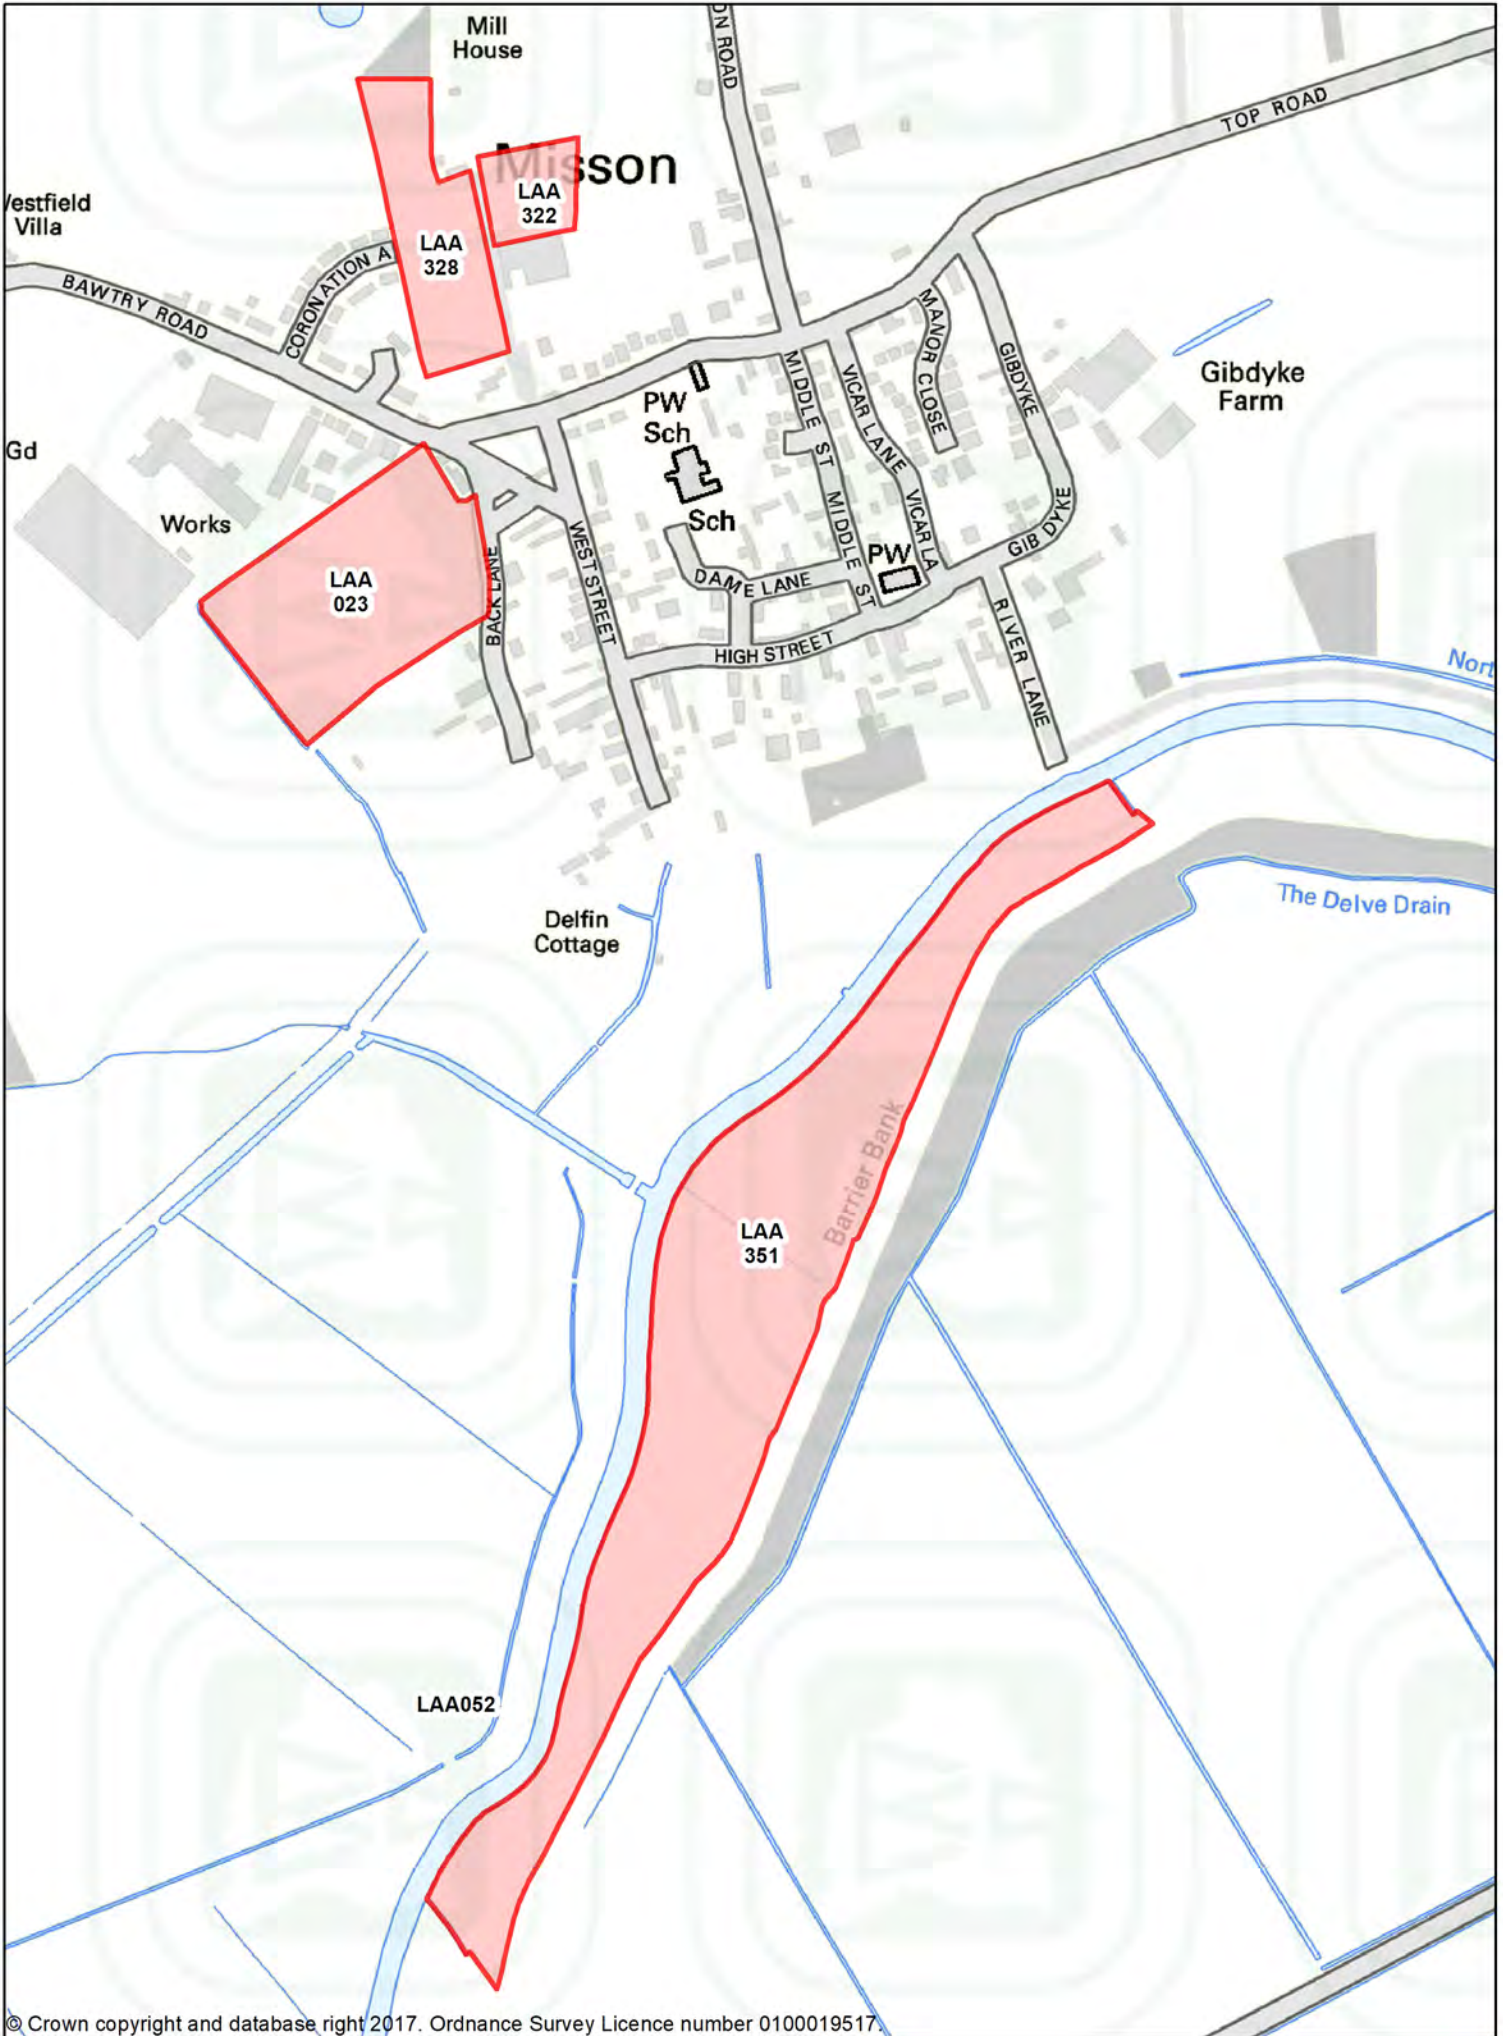 Mill
House
ON ROAD
TOP ROAD
Misson
LAA
322
Westfield
Villa
LAA
328
CORONATION A
BAWTRY ROAD
MANOR CLOSE
GIBDYKE
Gibdyke
Farm
MIDDLE ST
VICAR LANE
PW
Sch
Gd
Works
Sch
WEST STREET
MIDDLE ST
VICAR LA
GIB DYKE
PW
LAA
023
BACK LANE
DAME LANE
HIGH STREET
RIVER LANE
Nort
The Delve Drain
Delfin
Cottage
Barrier Bank
LAA
351
LAA052
© Crown copyright and database right 2017. Ordnance Survey Licence number 0100019517.